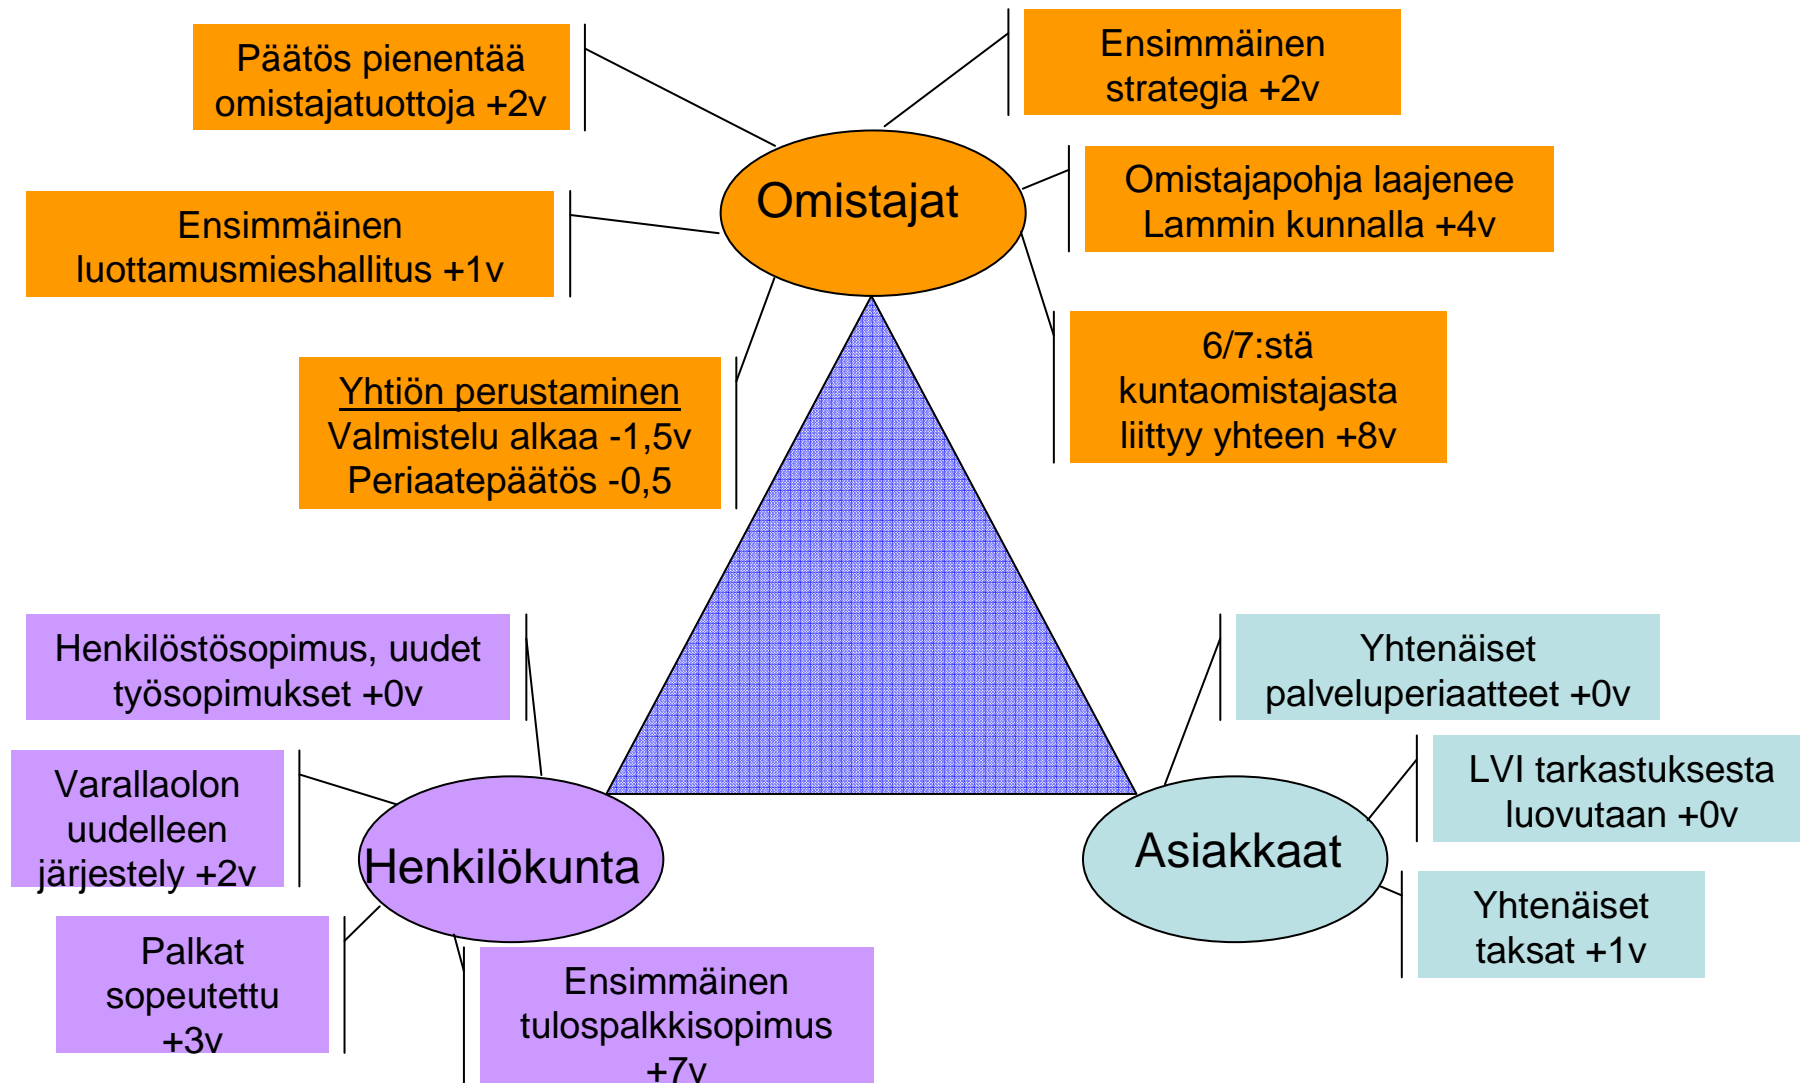 Päätös pienentää
omistajatuottoja +2v
Ensimmäinen
strategia +2v
Omistajat
Omistajapohja laajenee
Lammin kunnalla +4v
Ensimmäinen
luottamusmieshallitus +1v
6/7:stä
kuntaomistajasta
liittyy yhteen +8v
Yhtiön perustaminen
Valmistelu alkaa -1,5v
Periaatepäätös -0,5
Henkilöstösopimus, uudet
työsopimukset +0v
Varallaolon
uudelleen
järjestely +2v
Henkilökunta
Palkat
sopeutettu
+3v
Ensimmäinen
tulospalkkisopimus
+7v
Yhtenäiset
palveluperiaatteet +0v
LVI tarkastuksesta
luovutaan +0v
Asiakkaat
Yhtenäiset
taksat +1v